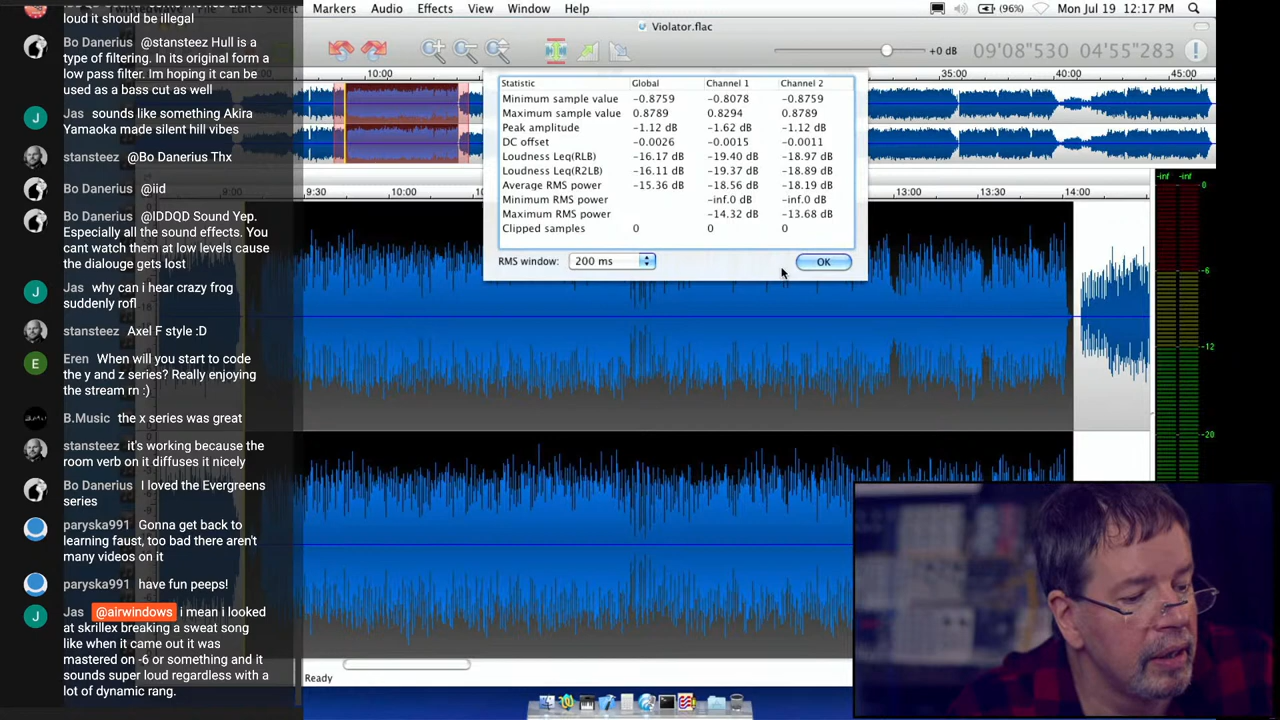 loud it should be illegal
Bo Danerius @stansteez Hull is a
type of filtering. In its original form a
low pass filter. Im hoping it can be
used as a bass cut as well
Jas sounds like something Akira
Yamaoka made silent hill vibes
stansteez @Bo Danerius Thx
Bo Danerius @iid
Bo Danerius @IDDQD Sound Yep.
Especially all the sound effects. You
cant watch them at low levels cause
the dialouge gets lost
Jas why can i hear crazy frog
suddenly rofl
stansteez Axel F style :D
Eren When will you start to code
the y and z series? Really enjoying
the stream rn :)
B.Music the x series was great
stansteez it's working because the
room verb on it diffuses it nicely
Bo Danerius I loved the Evergreens
series
paryska991 Gonna get back to
learning faust, too bad there aren't
many videos on it
paryska991 have fun peeps!
Jas @airwindows i mean i looked
at skrillex breaking a sweat song
like when it came out it was
mastered on -6 or something and it
sounds super loud regardless with a
lot of dynamic rang.
Markers Audio Effects View Window Help (96%) Mon Jul 19 12:17 PM
Violator.flac
+0 dB 09'08"530 04'55"283
10:00 35:00 40:00 45:00
Statistic Global Channel 1 Channel 2
Minimum sample value -0.8759 -0.8078 -0.8759
Maximum sample value 0.8789 0.8294 0.8789
Peak amplitude -1.12 dB -1.62 dB -1.12 dB
DC offset -0.0026 -0.0015 -0.0011
Loudness Leq(RLB) -16.17 dB -19.40 dB -18.97 dB
Loudness Leq(R2LB) -16.11 dB -19.37 dB -18.89 dB
Average RMS power -15.36 dB -18.56 dB -18.19 dB
Minimum RMS power -inf.0 dB -inf.0 dB
Maximum RMS power -14.32 dB -13.68 dB
Clipped samples 0 0 0
RMS window: 200 ms OK
9:00 9:30 10:00 10:30 13:00 13:30 14:00
-inf -inf
0
-6
-12
-20
Ready